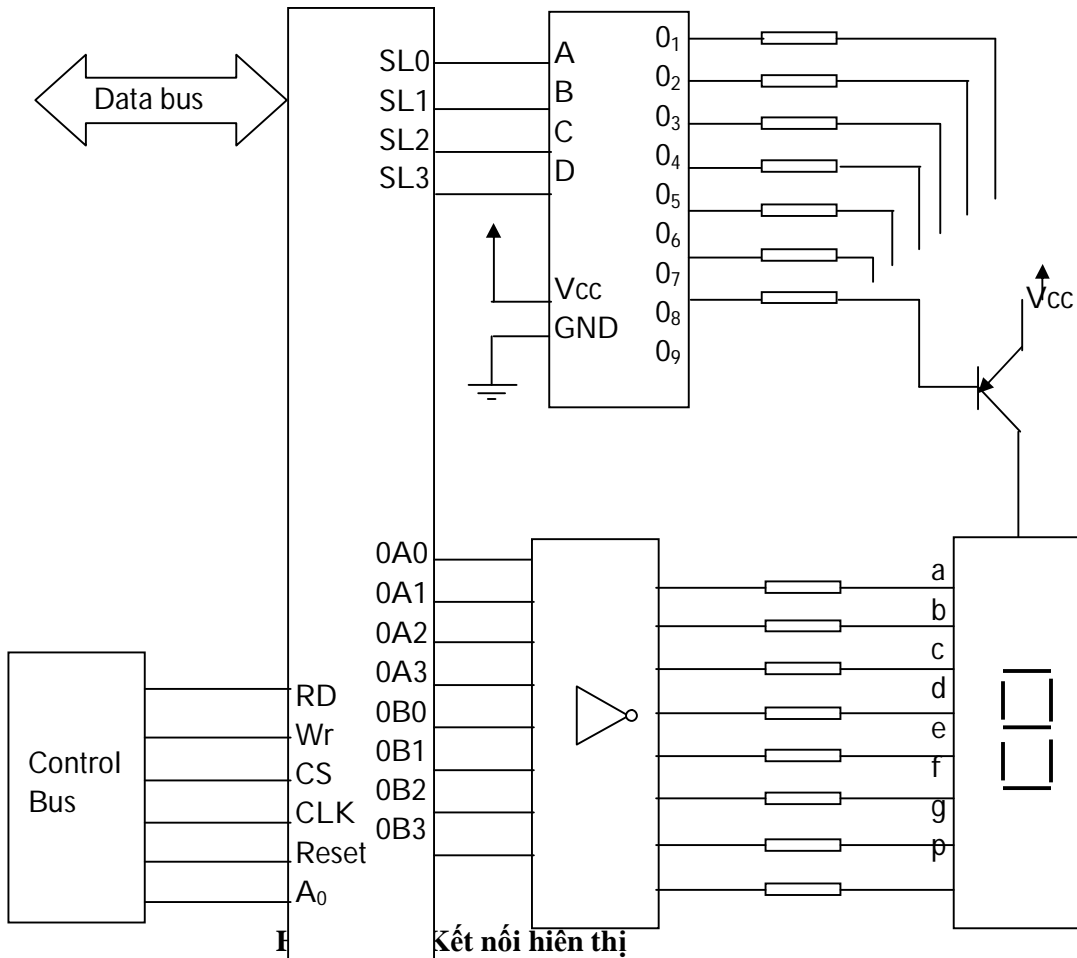 Data bus
SL0
SL1
SL2
SL3
A
B
C
D
Vcc
GND
0₁
0₂
0₃
0₄
0₅
0₆
0₇
0₈
0₉
Vcc
0A0
0A1
0A2
0A3
0B0
0B1
0B2
0B3
a
b
c
d
e
f
g
p
Control
Bus
RD
Wr
CS
CLK
Reset
A₀
Kết nối hiên thị